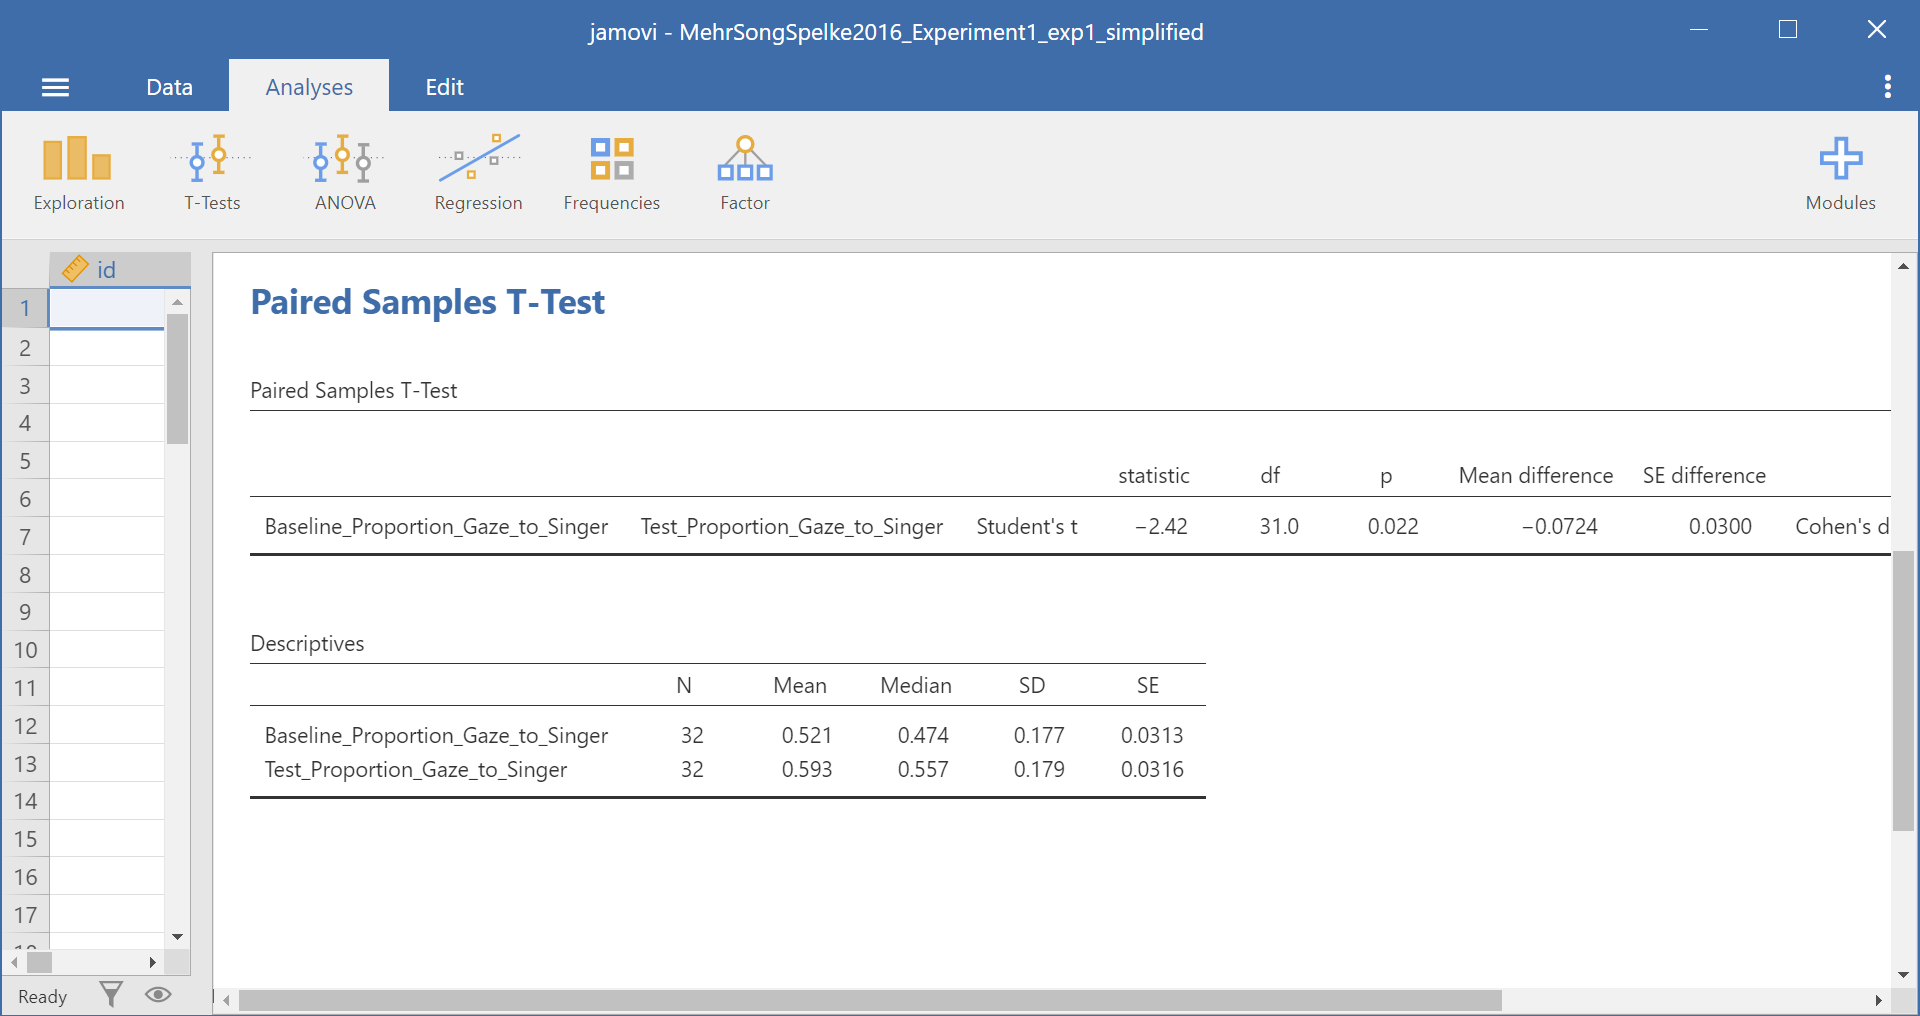 jamovi - MehrSongSpelke2016_Experiment1_exp1_simplified
Data Analyses Edit
Exploration T-Tests ANOVA Regression Frequencies Factor Modules
id
1
2
3
4
5
6
7
8
9
10
11
12
13
14
15
16
17
Paired Samples T-Test
Paired Samples T-Test
statistic df p Mean difference SE difference
Baseline_Proportion_Gaze_to_Singer Test_Proportion_Gaze_to_Singer Student's t −2.42 31.0 0.022 −0.0724 0.0300 Cohen's d
Descriptives
N Mean Median SD SE
Baseline_Proportion_Gaze_to_Singer 32 0.521 0.474 0.177 0.0313
Test_Proportion_Gaze_to_Singer 32 0.593 0.557 0.179 0.0316
Ready